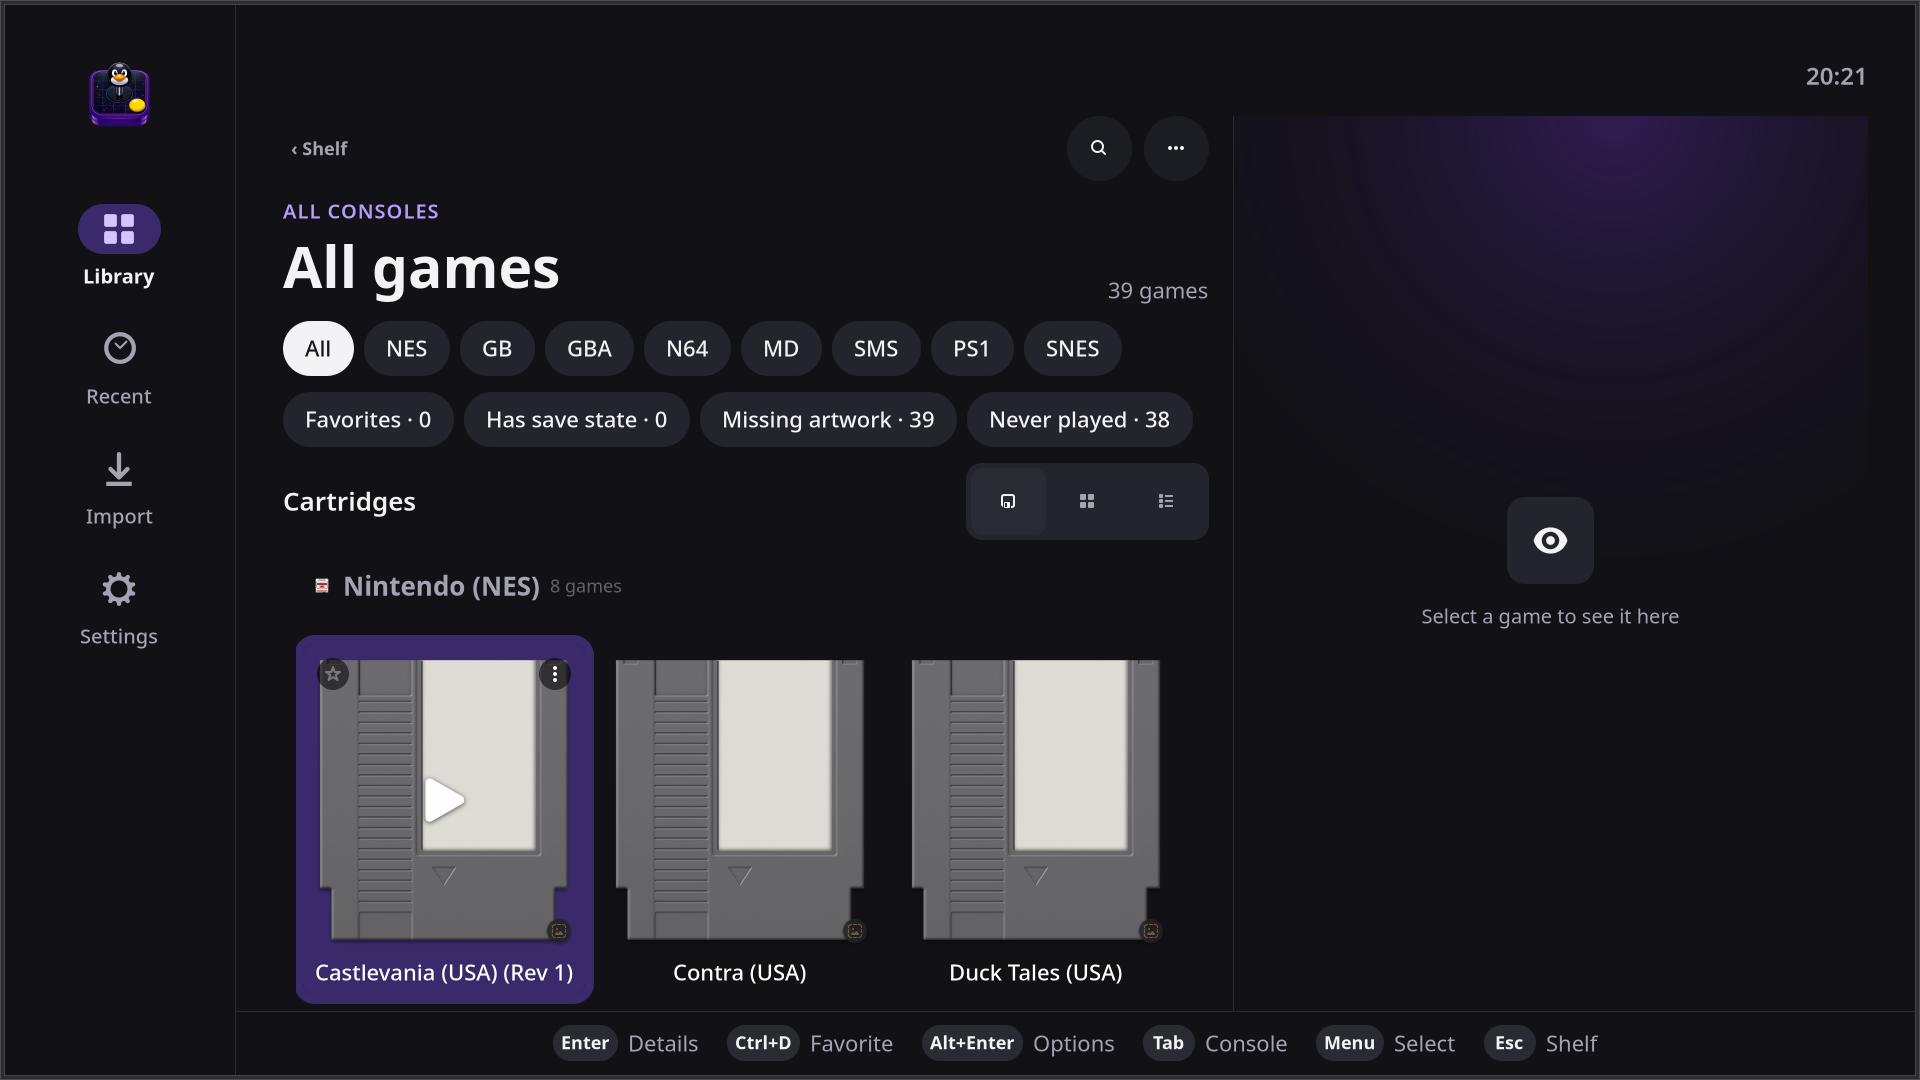 20:21
‹ Shelf
ALL CONSOLES
All games
39 games
Library
Recent
Import
Settings
All NES GB GBA N64 MD SMS PS1 SNES
Favorites · 0 Has save state · 0 Missing artwork · 39 Never played · 38
Cartridges
Nintendo (NES) 8 games
Select a game to see it here
Castlevania (USA) (Rev 1) Contra (USA) Duck Tales (USA)
Enter Details Ctrl+D Favorite Alt+Enter Options Tab Console Menu Select Esc Shelf